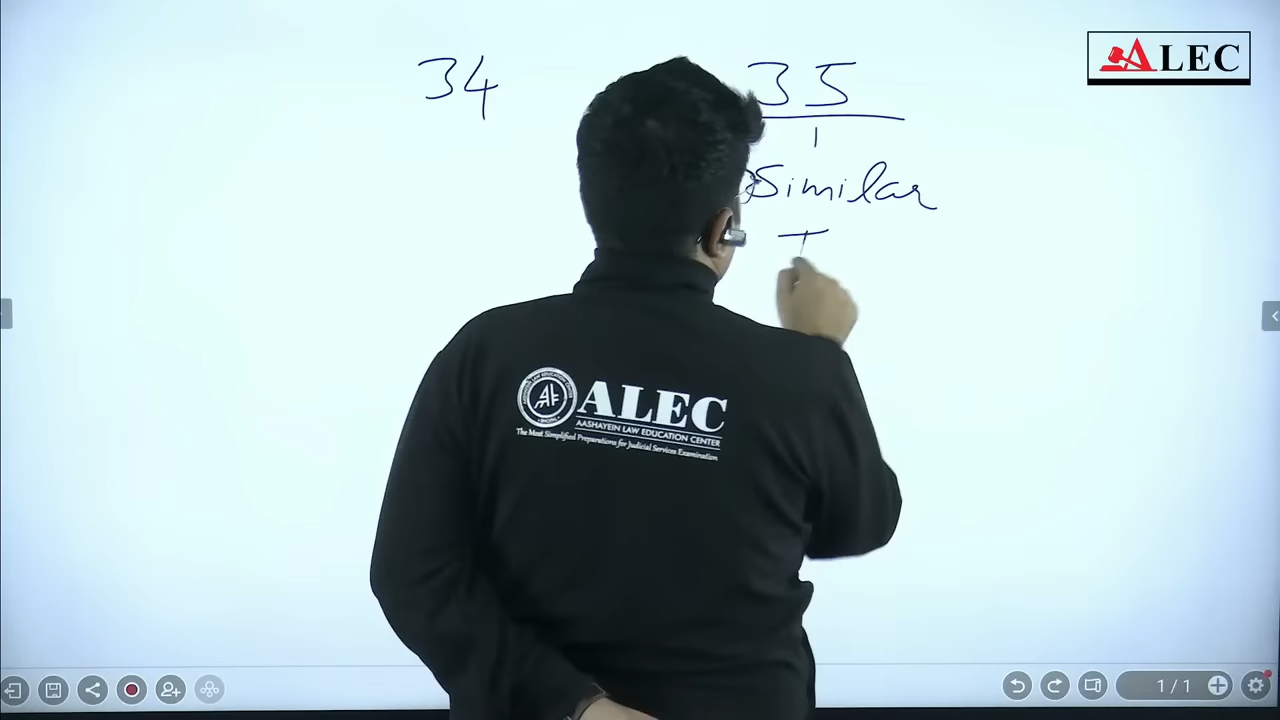 34 35
Similar
ALEC
ALEC
AASHAYEIN LAW EDUCATION CENTER
The Most Simplified Preparations for Judicial Services Examination
1/1